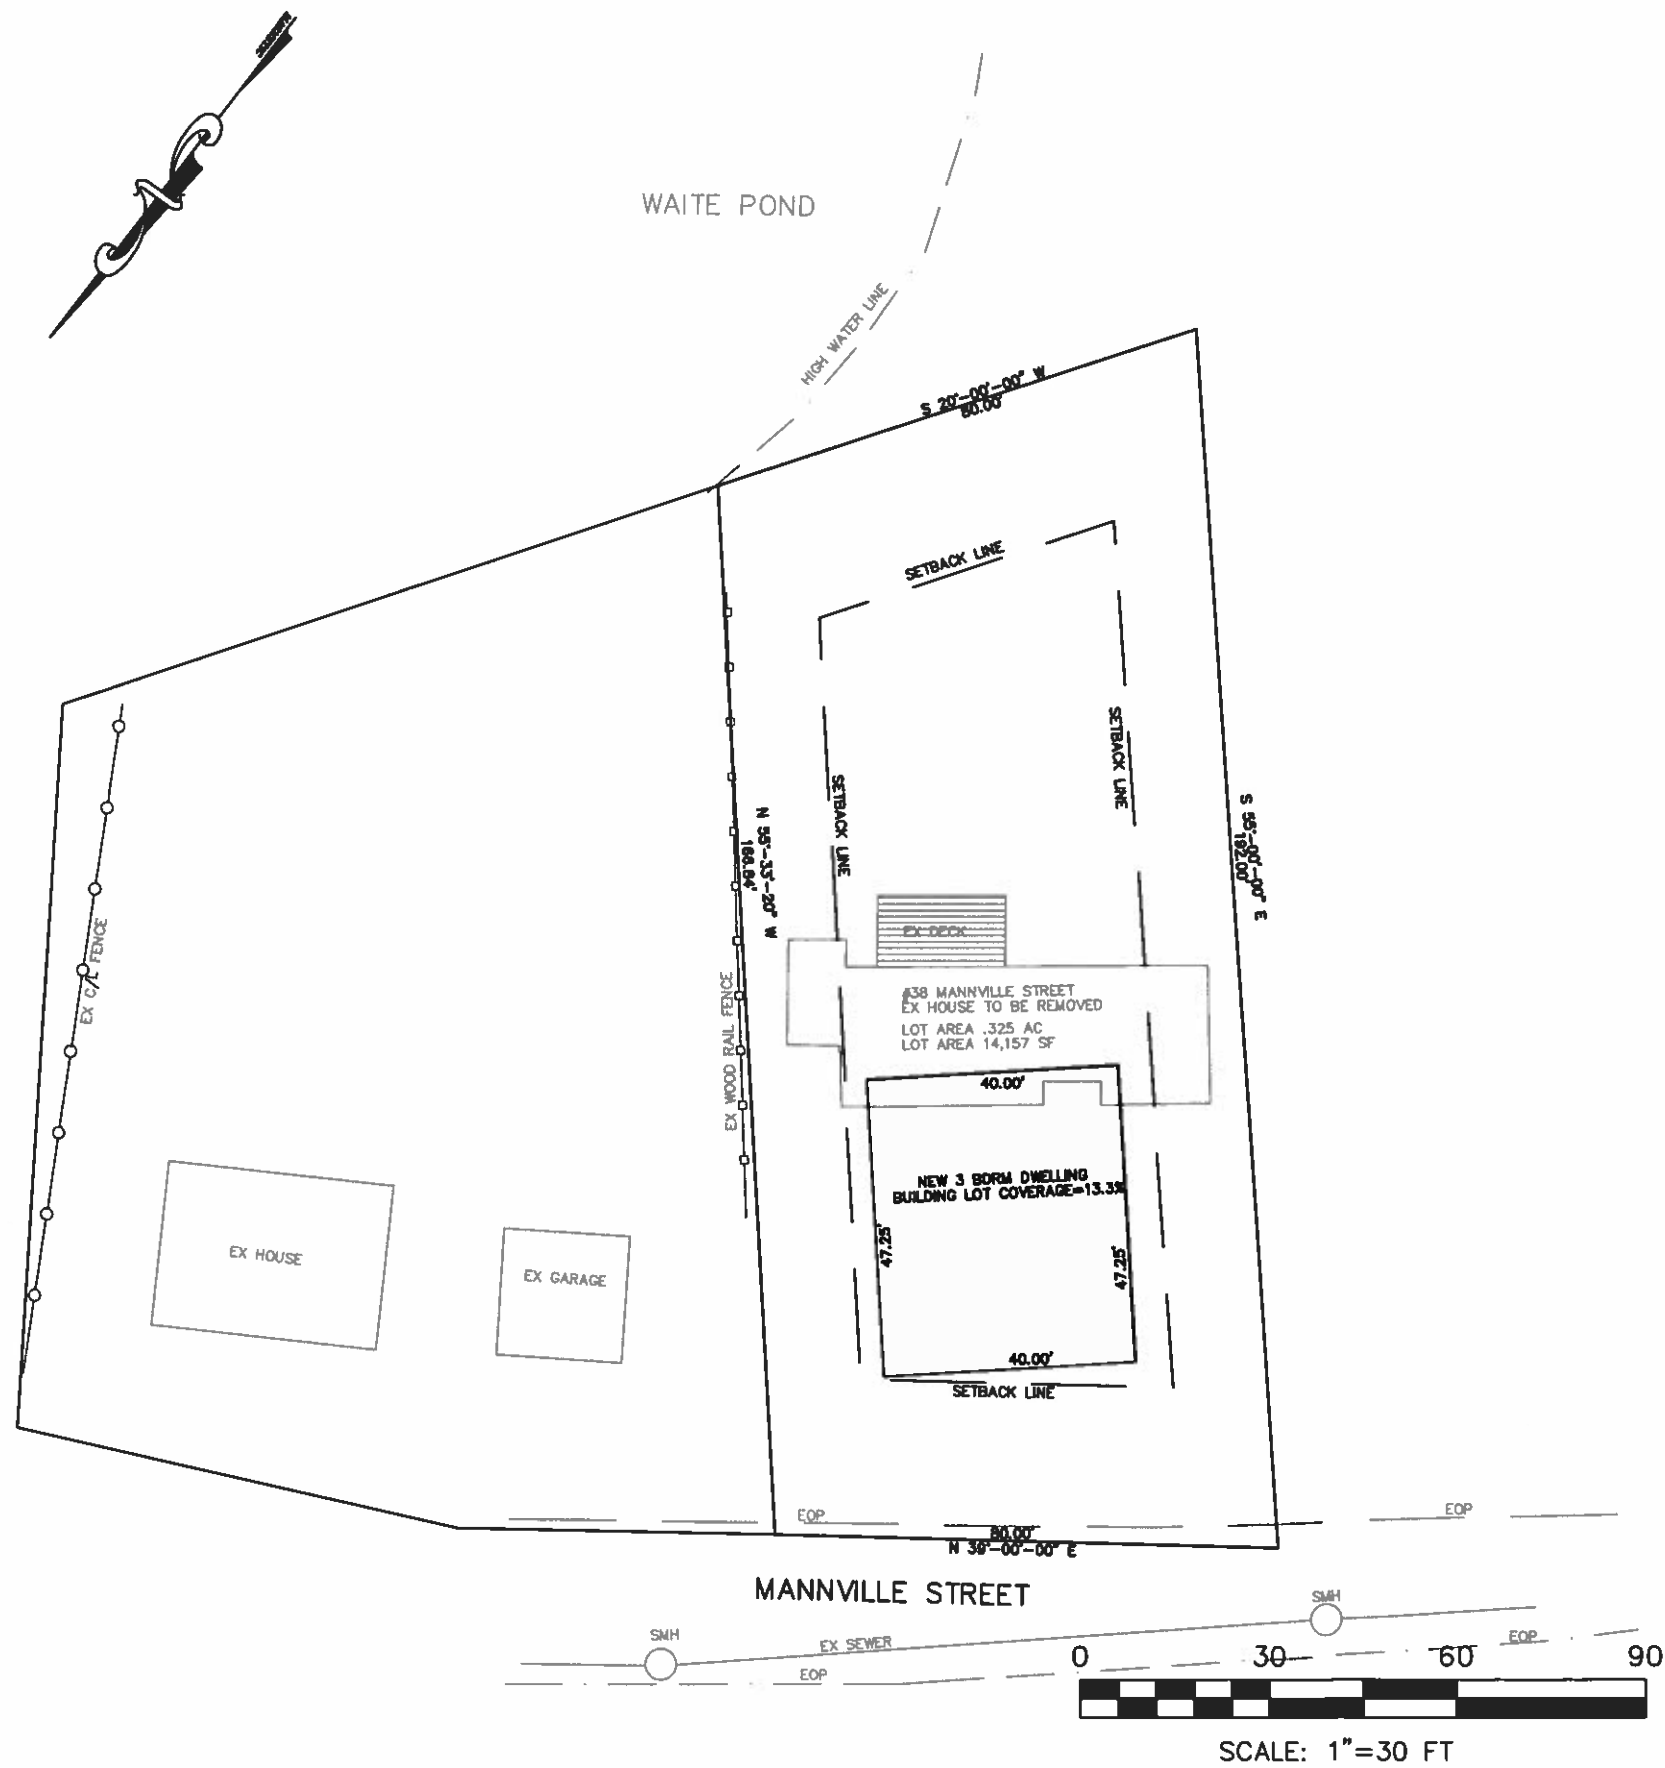 WAITE POND
HIGH WATER LINE
S 20°-00'-00" W
80.00'
SETBACK LINE
SETBACK LINE
SETBACK LINE
N 55°-33'-20" W
166.64'
S 55°-00'-00" E
192.00'
EX C/L FENCE
EX WOOD RAIL FENCE
EX DECK
#38 MANNVILLE STREET
EX HOUSE TO BE REMOVED
LOT AREA .325 AC
LOT AREA 14,157 SF
40.00'
NEW 3 BDRM DWELLING
BUILDING LOT COVERAGE=13.3%
47.25'
47.25'
EX HOUSE
EX GARAGE
40.00'
SETBACK LINE
EOP
EOP
80.00'
N 39°-00'-00" E
MANNVILLE STREET
SMH
SMH
EX SEWER
EOP
EOP
0 30 60 90
SCALE: 1"=30 FT